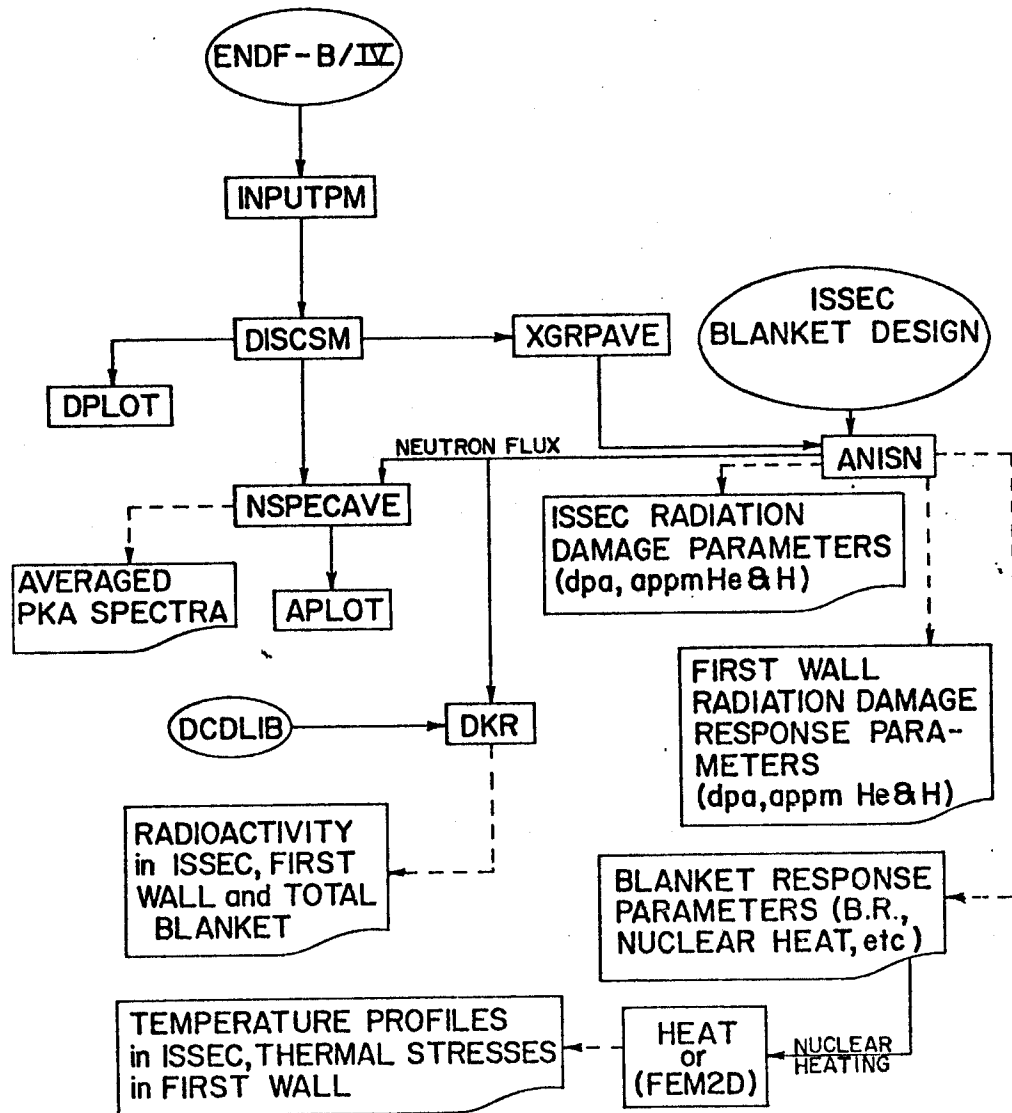 ENDF-B/IV
INPUTPM
ISSEC
BLANKET DESIGN
DISCSM
XGRPAVE
DPLOT
NEUTRON FLUX
ANISN
NSPECAVE
ISSEC RADIATION
DAMAGE PARAMETERS
(dpa, appm He & H)
AVERAGED
PKA SPECTRA
APLOT
FIRST WALL
RADIATION DAMAGE
RESPONSE PARA-
METERS
(dpa, appm He & H)
DCDLIB
DKR
RADIOACTIVITY
in ISSEC, FIRST
WALL and TOTAL
BLANKET
BLANKET RESPONSE
PARAMETERS (B.R.,
NUCLEAR HEAT, etc)
TEMPERATURE PROFILES
in ISSEC, THERMAL STRESSES
in FIRST WALL
HEAT
or
(FEM2D)
NUCLEAR
HEATING